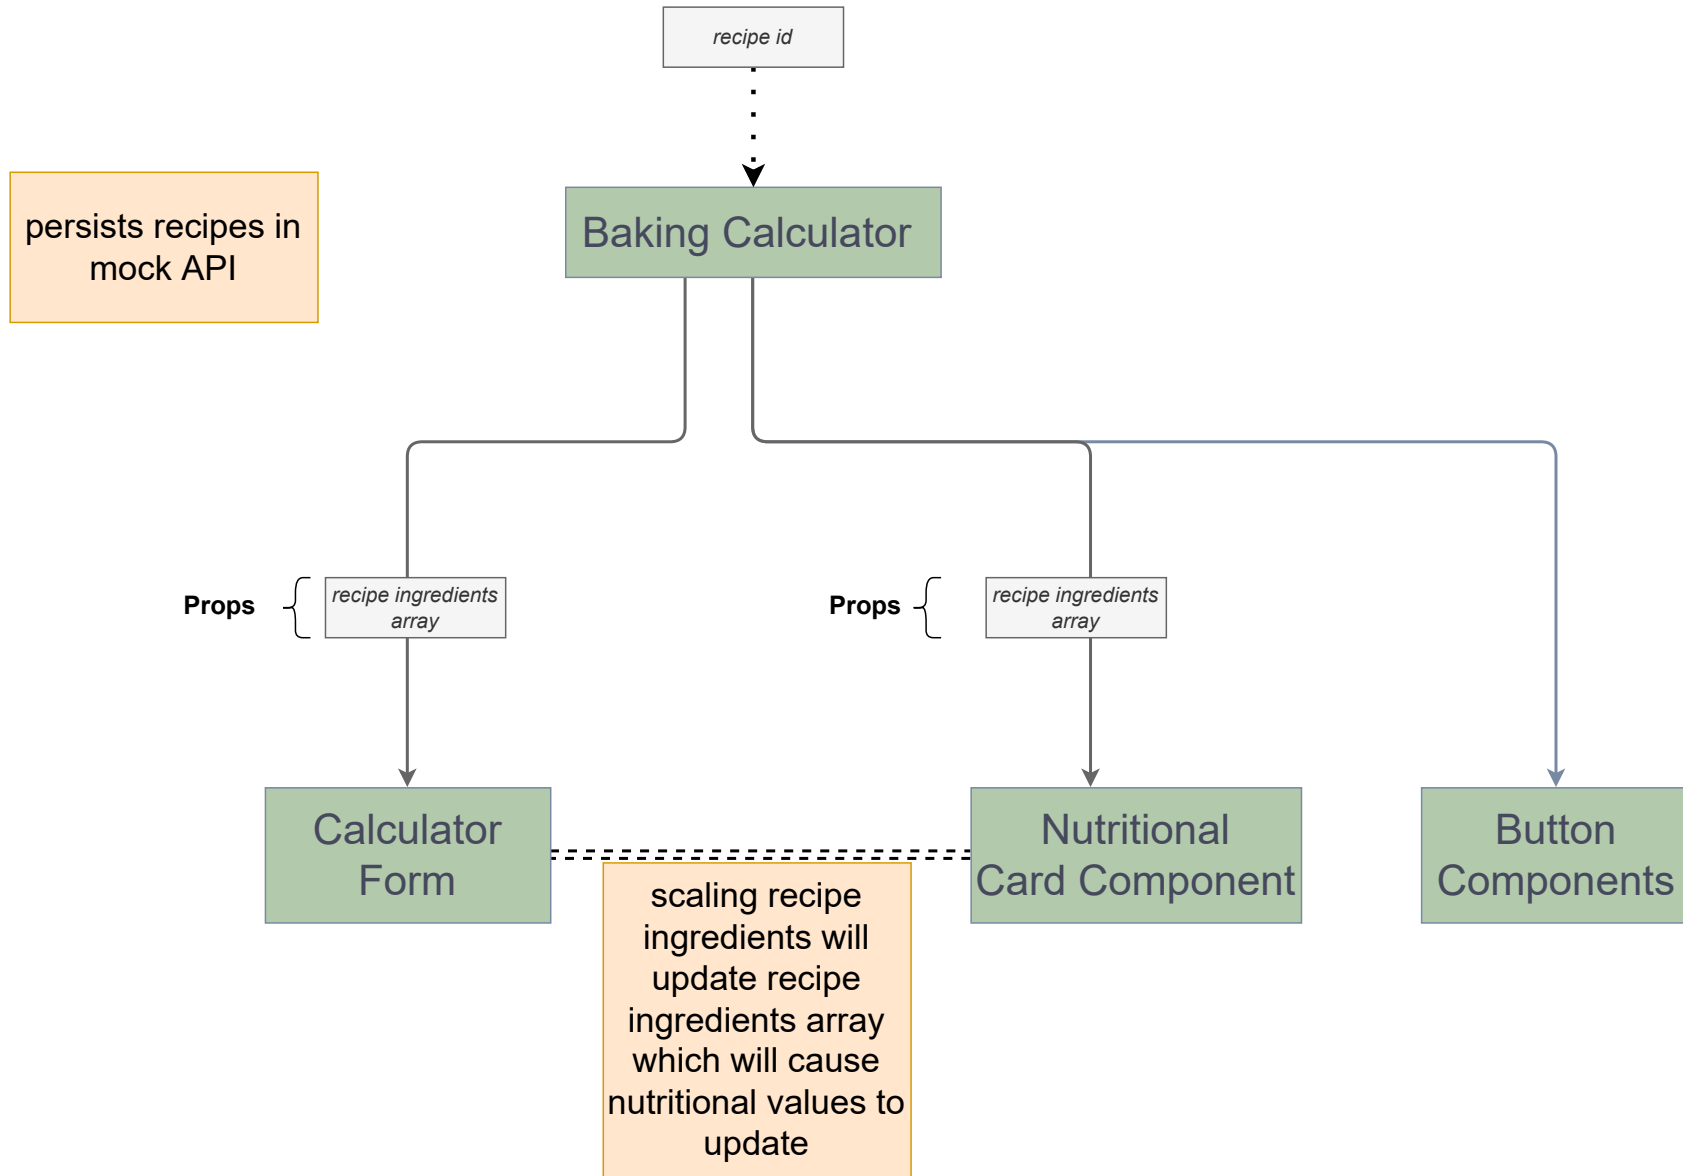 recipe id
persists recipes in
mock API
Baking Calculator
Props
recipe ingredients
array
Props
recipe ingredients
array
Calculator
Form
Nutritional
Card Component
Button
Components
scaling recipe
ingredients will
update recipe
ingredients array
which will cause
nutritional values to
update